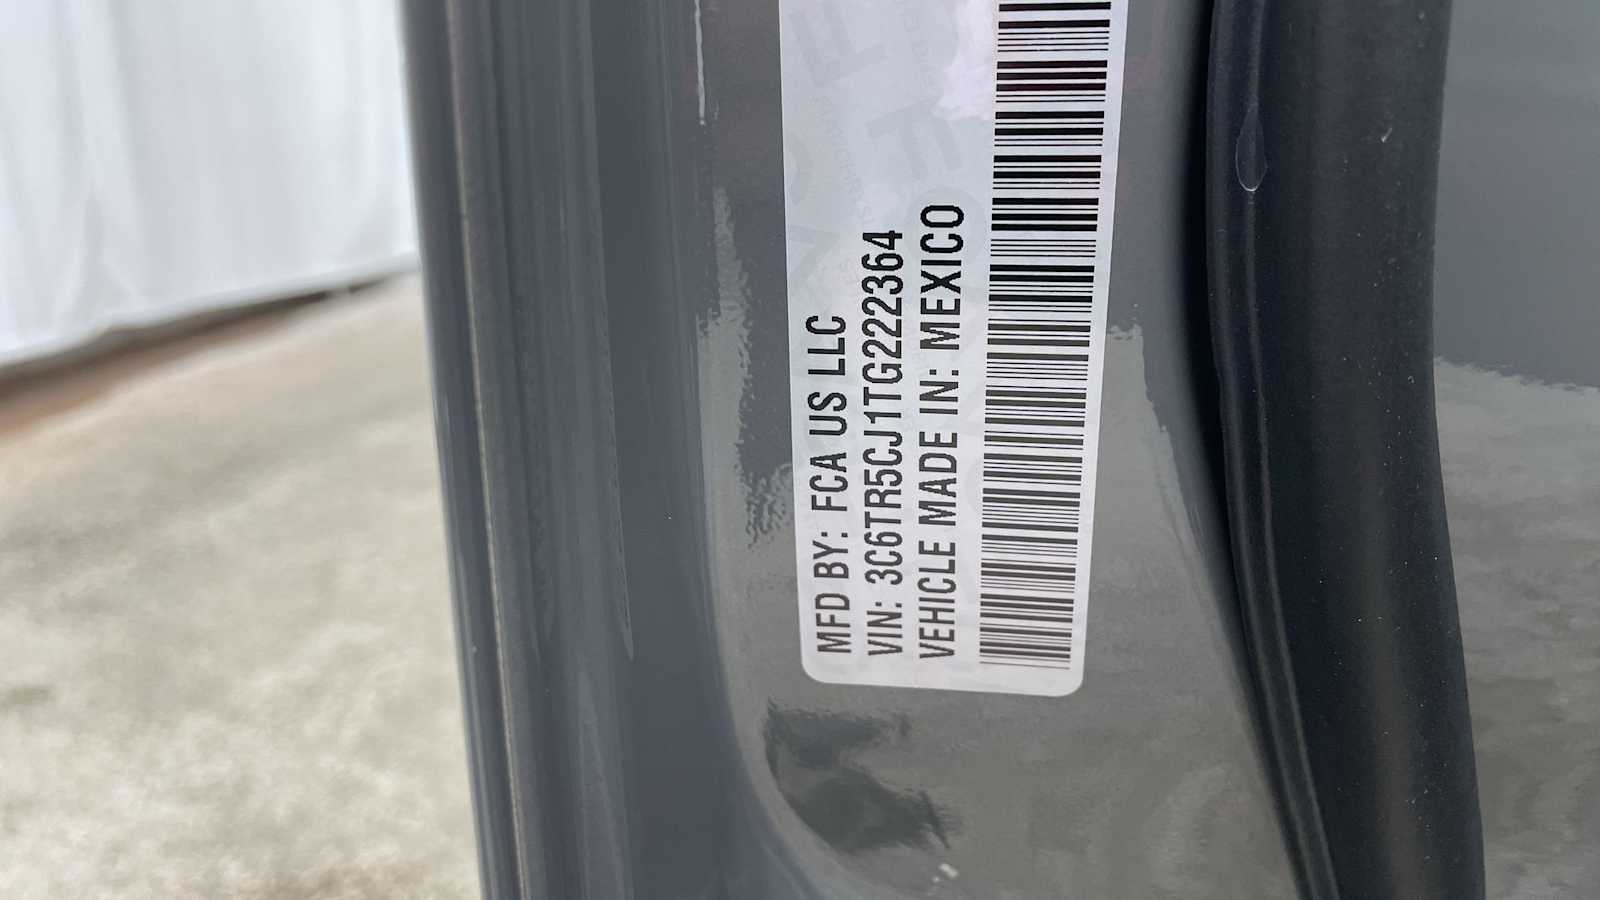 MFD BY: FCA US LLC
VIN: 3C6TR5CJ1TG222364
VEHICLE MADE IN: MEXICO